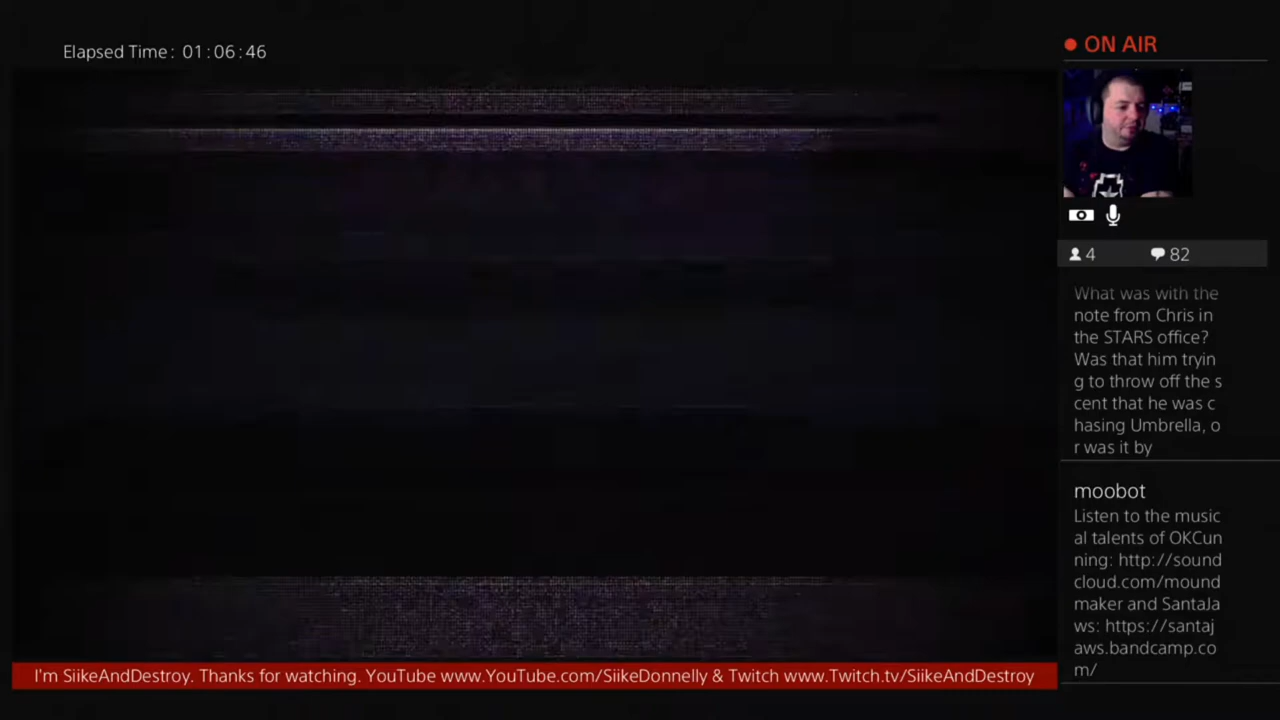 Elapsed Time: 01:06:46
ON AIR
4
82
What was with the
note from Chris in
the STARS office?
Was that him tryin
g to throw off the s
cent that he was c
hasing Umbrella, o
r was it by
moobot
Listen to the music
al talents of OKCun
ning: http://sound
cloud.com/mound
maker and SantaJa
ws: https://santaj
aws.bandcamp.co
m/
I'm SiikeAndDestroy. Thanks for watching. YouTube www.YouTube.com/SiikeDonnelly & Twitch www.Twitch.tv/SiikeAndDestroy